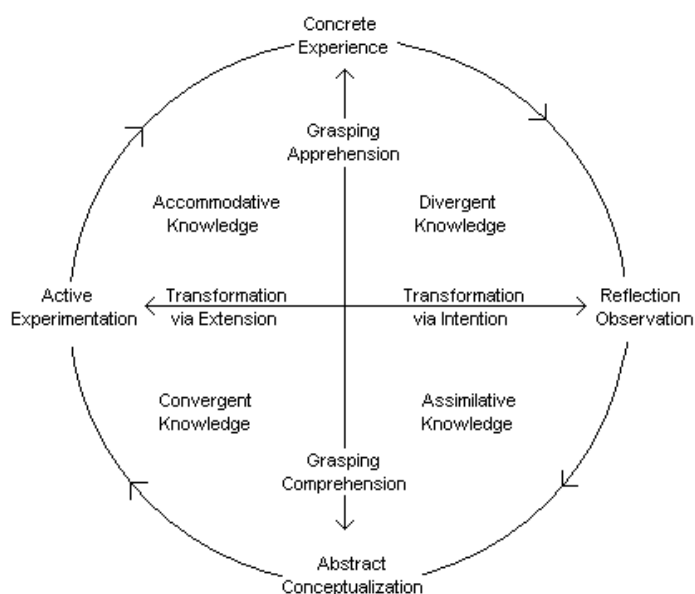 Concrete
Experience
Grasping
Apprehension
Accommodative
Knowledge
Divergent
Knowledge
Active
Experimentation
Transformation
via Extension
Transformation
via Intention
Reflection
Observation
Convergent
Knowledge
Assimilative
Knowledge
Grasping
Comprehension
Abstract
Conceptualization